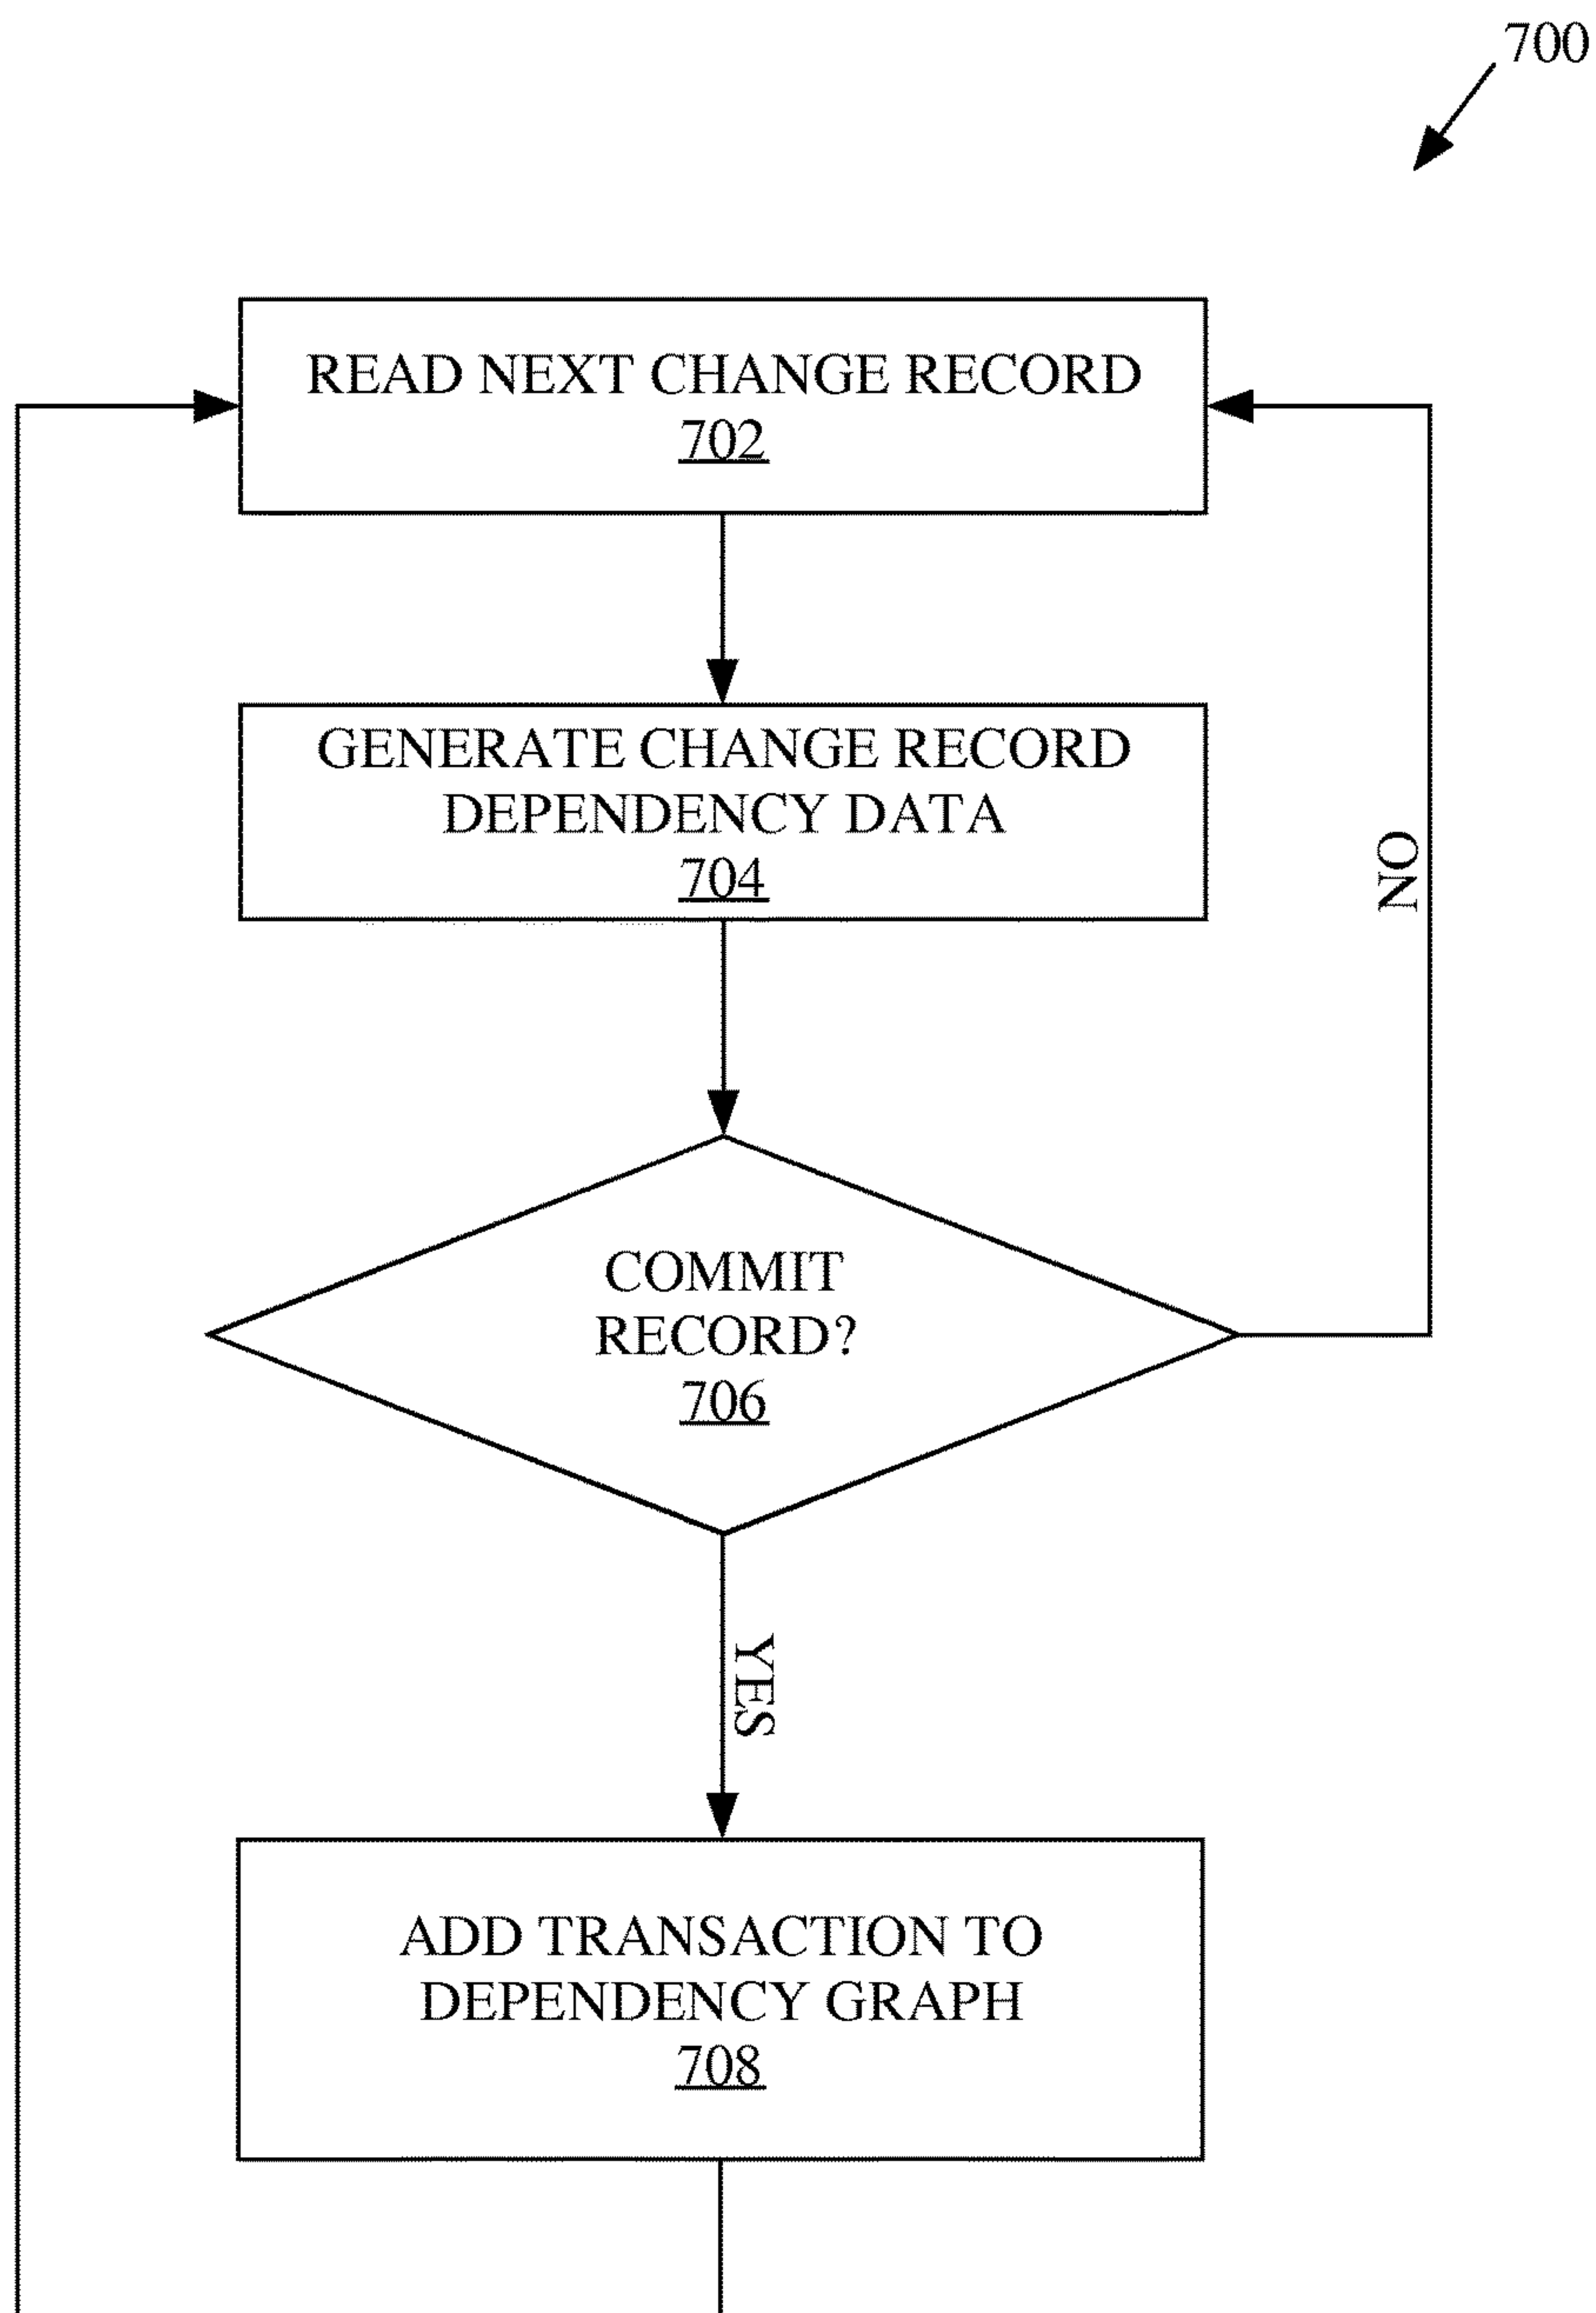 700
READ NEXT CHANGE RECORD
702
GENERATE CHANGE RECORD
DEPENDENCY DATA
704
NO
COMMIT
RECORD?
706
YES
ADD TRANSACTION TO
DEPENDENCY GRAPH
708